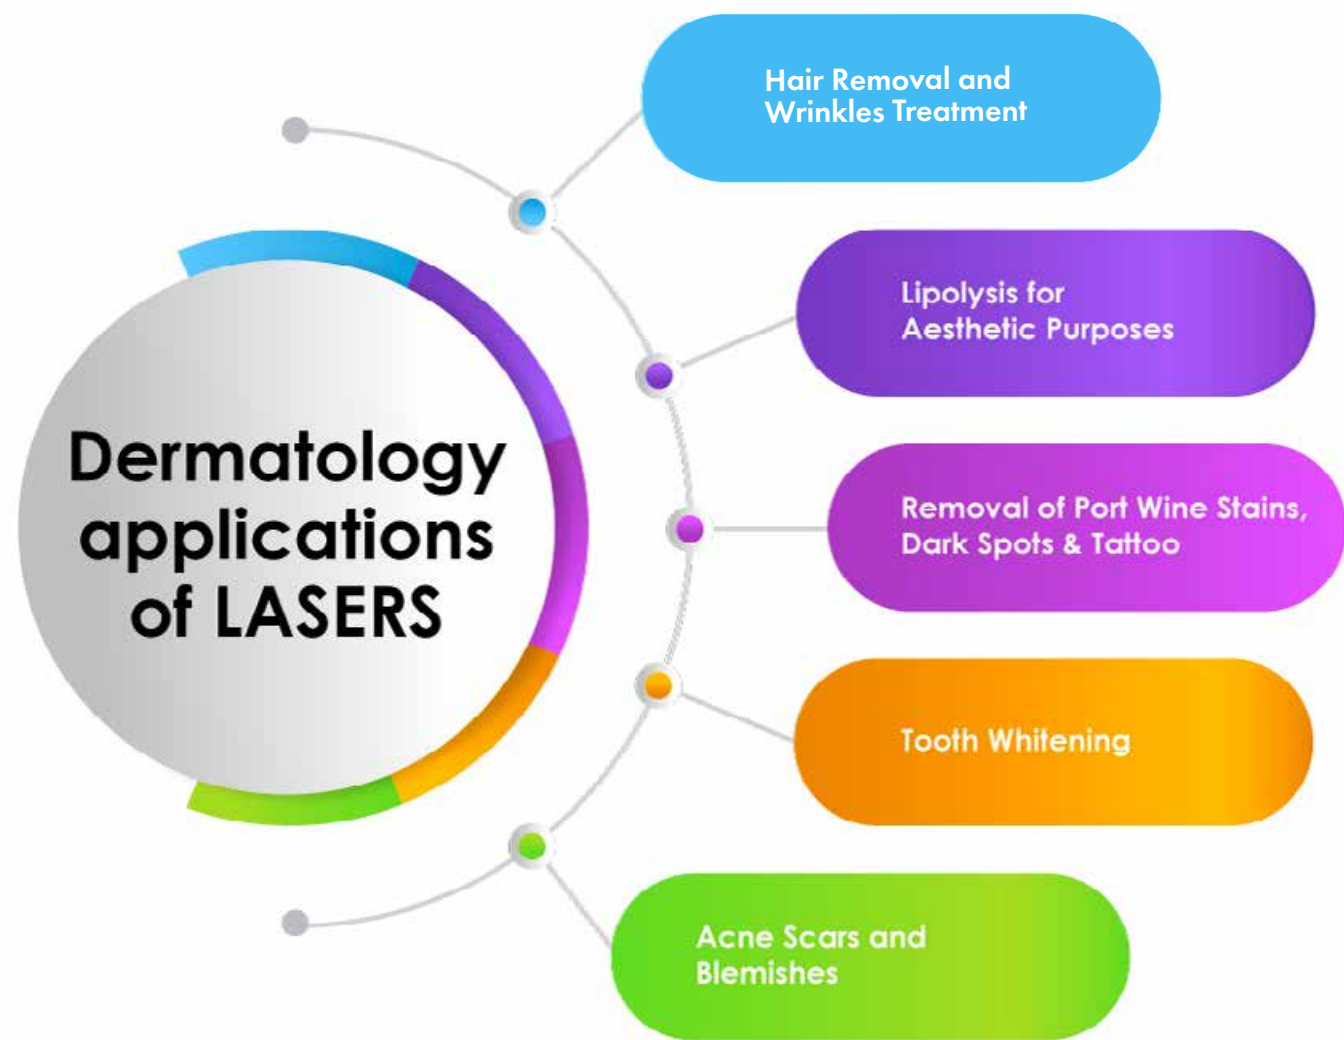 Dermatology
applications
of LASERS
Hair Removal and
Wrinkles Treatment
Lipolysis for
Aesthetic Purposes
Removal of Port Wine Stains,
Dark Spots & Tattoo
Tooth Whitening
Acne Scars and
Blemishes